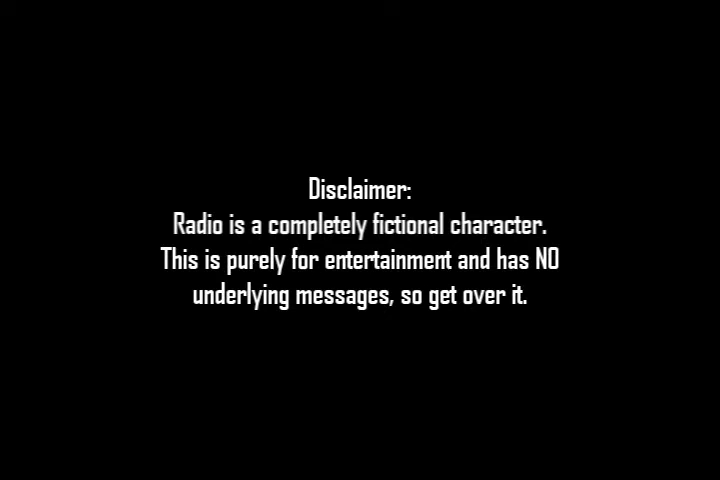 Disclaimer:
Radio is a completely fictional character.
This is purely for entertainment and has NO
underlying messages, so get over it.